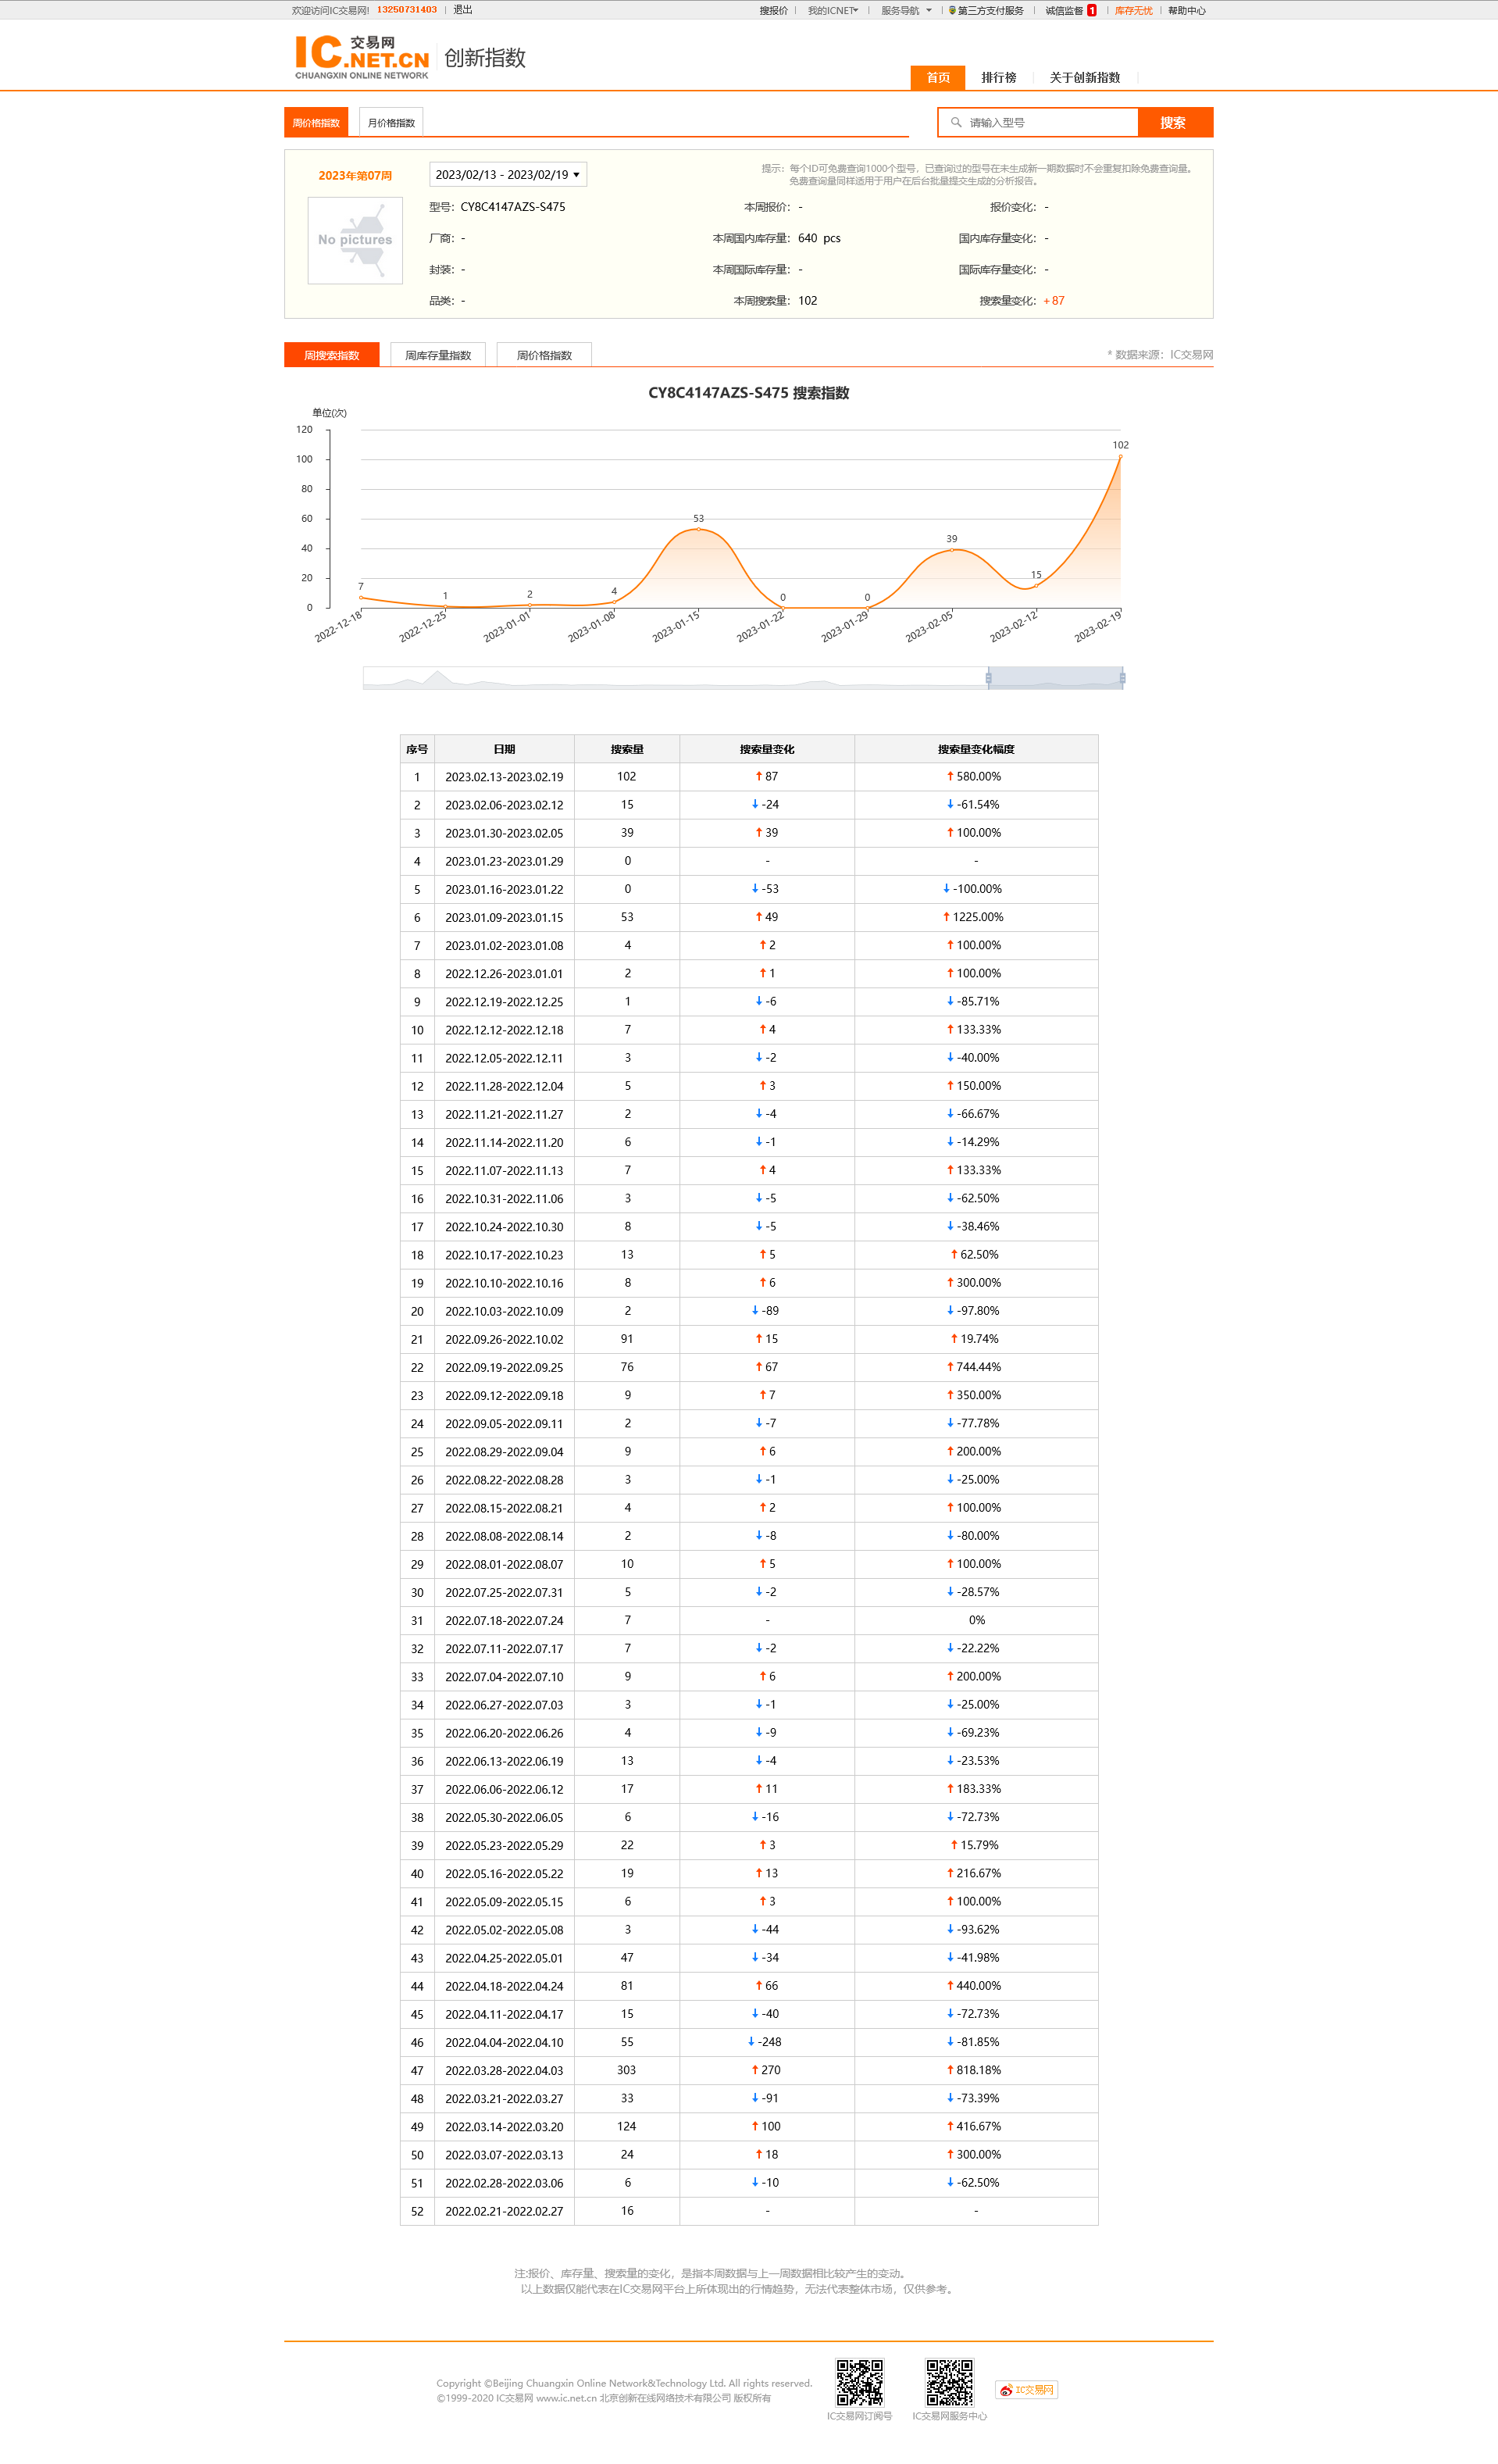 欢迎访问IC交易网! 13250731403 | 退出 搜报价 | 我的ICNET | 服务导航 | 第三方支付服务 | 诚信监督 1 | 库存无忧 | 帮助中心
IC交易网
.NET.CN 创新指数
CHUANGXIN ONLINE NETWORK
首页 排行榜 关于创新指数
周价格指数 月价格指数 请输入型号 搜索
2023年第07周 2023/02/13 - 2023/02/19 提示：每个ID可免费查询1000个型号，已查询过的型号在未生成新一期数据时不会重复扣除免费查询量。
免费查询量同样适用于用户在后台批量提交生成的分析报告。
No pictures
型号：CY8C4147AZS-S475 本周报价：- 报价变化：-
厂商：- 本周国内库存量：640 pcs 国内库存量变化：-
封装：- 本周国际库存量：- 国际库存量变化：-
品类：- 本周搜索量：102 搜索量变化：+87
周搜索指数 周库存量指数 周价格指数 * 数据来源：IC交易网
CY8C4147AZS-S475 搜索指数
单位(次)
120
100
80
60
40
20
0
7 1 2 4 53 0 0 39 15 102
2022-12-18 2022-12-25 2023-01-01 2023-01-08 2023-01-15 2023-01-22 2023-01-29 2023-02-05 2023-02-12 2023-02-19
序号 日期 搜索量 搜索量变化 搜索量变化幅度
1 2023.02.13-2023.02.19 102 ↑87 ↑580.00%
2 2023.02.06-2023.02.12 15 ↓-24 ↓-61.54%
3 2023.01.30-2023.02.05 39 ↑39 ↑100.00%
4 2023.01.23-2023.01.29 0 - -
5 2023.01.16-2023.01.22 0 ↓-53 ↓-100.00%
6 2023.01.09-2023.01.15 53 ↑49 ↑1225.00%
7 2023.01.02-2023.01.08 4 ↑2 ↑100.00%
8 2022.12.26-2023.01.01 2 ↑1 ↑100.00%
9 2022.12.19-2022.12.25 1 ↓-6 ↓-85.71%
10 2022.12.12-2022.12.18 7 ↑4 ↑133.33%
11 2022.12.05-2022.12.11 3 ↓-2 ↓-40.00%
12 2022.11.28-2022.12.04 5 ↑3 ↑150.00%
13 2022.11.21-2022.11.27 2 ↓-4 ↓-66.67%
14 2022.11.14-2022.11.20 6 ↓-1 ↓-14.29%
15 2022.11.07-2022.11.13 7 ↑4 ↑133.33%
16 2022.10.31-2022.11.06 3 ↓-5 ↓-62.50%
17 2022.10.24-2022.10.30 8 ↓-5 ↓-38.46%
18 2022.10.17-2022.10.23 13 ↑5 ↑62.50%
19 2022.10.10-2022.10.16 8 ↑6 ↑300.00%
20 2022.10.03-2022.10.09 2 ↓-89 ↓-97.80%
21 2022.09.26-2022.10.02 91 ↑15 ↑19.74%
22 2022.09.19-2022.09.25 76 ↑67 ↑744.44%
23 2022.09.12-2022.09.18 9 ↑7 ↑350.00%
24 2022.09.05-2022.09.11 2 ↓-7 ↓-77.78%
25 2022.08.29-2022.09.04 9 ↑6 ↑200.00%
26 2022.08.22-2022.08.28 3 ↓-1 ↓-25.00%
27 2022.08.15-2022.08.21 4 ↑2 ↑100.00%
28 2022.08.08-2022.08.14 2 ↓-8 ↓-80.00%
29 2022.08.01-2022.08.07 10 ↑5 ↑100.00%
30 2022.07.25-2022.07.31 5 ↓-2 ↓-28.57%
31 2022.07.18-2022.07.24 7 - 0%
32 2022.07.11-2022.07.17 7 ↓-2 ↓-22.22%
33 2022.07.04-2022.07.10 9 ↑6 ↑200.00%
34 2022.06.27-2022.07.03 3 ↓-1 ↓-25.00%
35 2022.06.20-2022.06.26 4 ↓-9 ↓-69.23%
36 2022.06.13-2022.06.19 13 ↓-4 ↓-23.53%
37 2022.06.06-2022.06.12 17 ↑11 ↑183.33%
38 2022.05.30-2022.06.05 6 ↓-16 ↓-72.73%
39 2022.05.23-2022.05.29 22 ↑3 ↑15.79%
40 2022.05.16-2022.05.22 19 ↑13 ↑216.67%
41 2022.05.09-2022.05.15 6 ↑3 ↑100.00%
42 2022.05.02-2022.05.08 3 ↓-44 ↓-93.62%
43 2022.04.25-2022.05.01 47 ↓-34 ↓-41.98%
44 2022.04.18-2022.04.24 81 ↑66 ↑440.00%
45 2022.04.11-2022.04.17 15 ↓-40 ↓-72.73%
46 2022.04.04-2022.04.10 55 ↓-248 ↓-81.85%
47 2022.03.28-2022.04.03 303 ↑270 ↑818.18%
48 2022.03.21-2022.03.27 33 ↓-91 ↓-73.39%
49 2022.03.14-2022.03.20 124 ↑100 ↑416.67%
50 2022.03.07-2022.03.13 24 ↑18 ↑300.00%
51 2022.02.28-2022.03.06 6 ↓-10 ↓-62.50%
52 2022.02.21-2022.02.27 16 - -
注:报价、库存量、搜索量的变化，是指本周数据与上一周数据相比较产生的变动。
以上数据仅能代表在IC交易网平台上所体现出的行情趋势，无法代表整体市场，仅供参考。
Copyright ©Beijing Chuangxin Online Network&Technology Ltd. All rights reserved.
©1999-2020 IC交易网 www.ic.net.cn 北京创新在线网络技术有限公司 版权所有
IC交易网订阅号 IC交易网服务中心 IC交易网